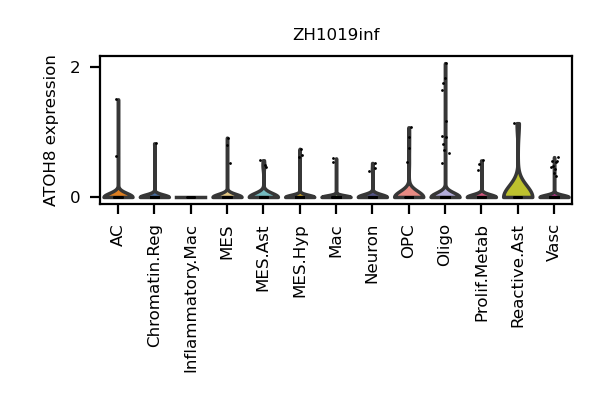 ZH1019inf
ATOH8 expression
2
0
AC
Chromatin.Reg
Inflammatory.Mac
MES
MES.Ast
MES.Hyp
Mac
Neuron
OPC
Oligo
Prolif.Metab
Reactive.Ast
Vasc